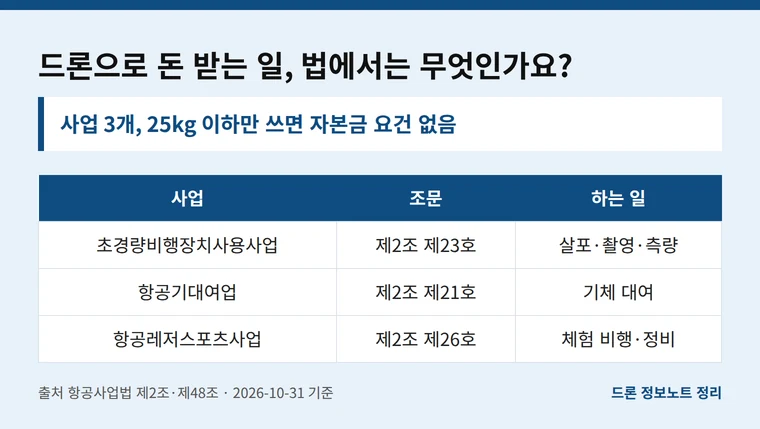 드론으로 돈 받는 일, 법에서는 무엇인가요?
사업 3개, 25kg 이하만 쓰면 자본금 요건 없음
사업 조문 하는 일
초경량비행장치사용사업 제2조 제23호 살포·촬영·측량
항공기대여업 제2조 제21호 기체 대여
항공레저스포츠사업 제2조 제26호 체험 비행·정비
출처 항공사업법 제2조·제48조 · 2026-10-31 기준
드론 정보노트 정리